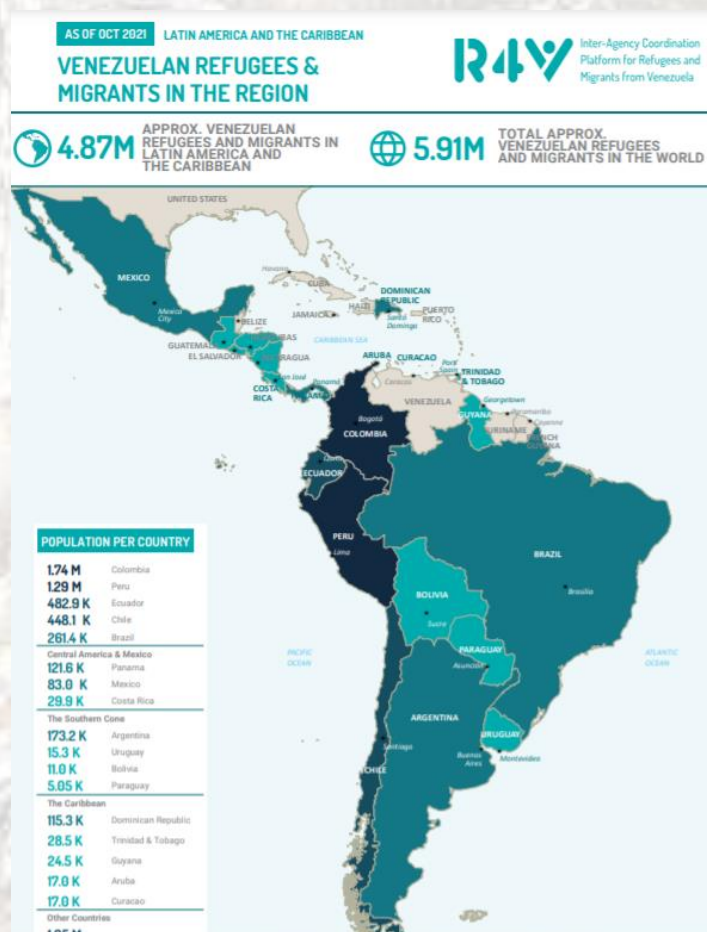 AS OF OCT 2021 LATIN AMERICA AND THE CARIBBEAN
VENEZUELAN REFUGEES &
MIGRANTS IN THE REGION
R4V
Inter-Agency Coordination
Platform for Refugees and
Migrants from Venezuela
4.87M
APPROX. VENEZUELAN
REFUGEES AND MIGRANTS IN
LATIN AMERICA AND
THE CARIBBEAN
5.91M
TOTAL APPROX.
VENEZUELAN REFUGEES
AND MIGRANTS IN THE WORLD
UNITED STATES
MEXICO
Mexico
City
Havana
CUBA
DOMINICAN
REPUBLIC
HAITI
Santo
Domingo
PUERTO
RICO
JAMAICA
BELIZE
GUATEMALA
EL SALVADOR
CARIBBEAN SEA
ARUBA CURACAO
Port
Spain
TRINIDAD
& TOBAGO
San José
COSTA
RICA
Panamá
Caracas
VENEZUELA
Georgetown
GUYANA
Paramaribo
Cayenne
SURINAME
FRENCH
GUYANA
Bogotá
COLOMBIA
ECUADOR
PERU
Lima
BRAZIL
Brasilia
BOLIVIA
Sucre
PARAGUAY
Asunción
PACIFIC
OCEAN
ATLANTIC
OCEAN
ARGENTINA
URUGUAY
Santiago
Buenos
Aires
Montevideo
CHILE
POPULATION PER COUNTRY
1.74 M Colombia
1.29 M Peru
482.9 K Ecuador
448.1 K Chile
261.4 K Brazil
Central America & Mexico
121.6 K Panama
83.0 K Mexico
29.9 K Costa Rica
The Southern Cone
173.2 K Argentina
15.3 K Uruguay
11.0 K Bolivia
5.05 K Paraguay
The Caribbean
115.3 K Dominican Republic
28.5 K Trinidad & Tobago
24.5 K Guyana
17.0 K Aruba
17.0 K Curacao
Other Countries